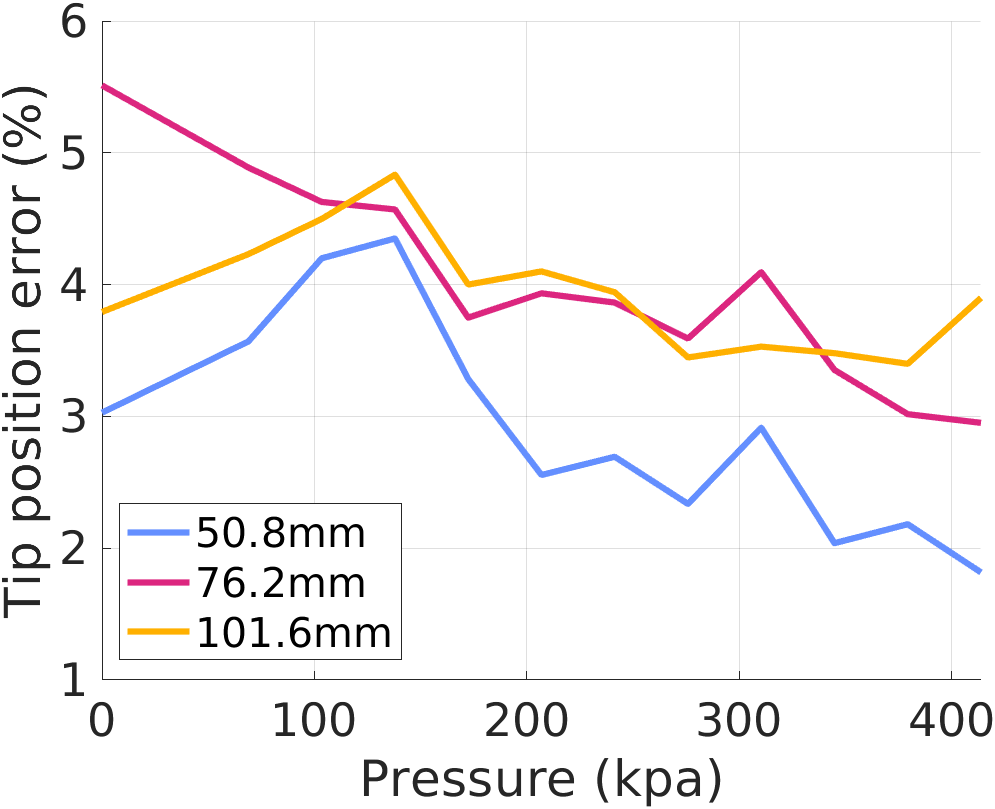 Tip position error (%)
6
5
4
3
2
1
50.8mm
76.2mm
101.6mm
0 100 200 300 400
Pressure (kpa)